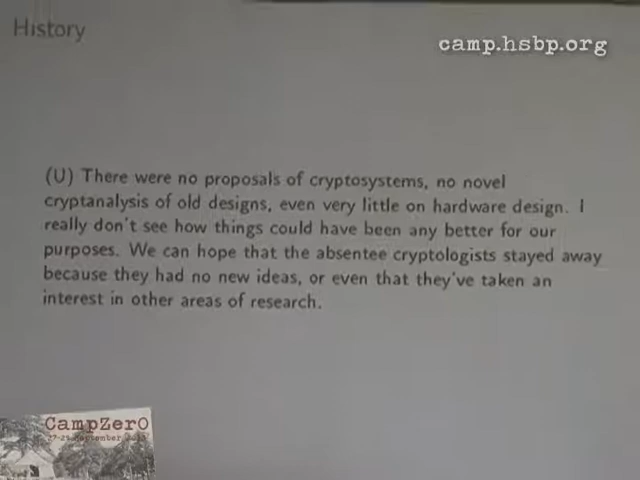 History
camp.hsbp.org
(U) There were no proposals of cryptosystems, no novel
cryptanalysis of old designs, even very little on hardware design. I
really don't see how things could have been any better for our
purposes. We can hope that the absentee cryptologists stayed away
because they had no new ideas, or even that they've taken an
interest in other areas of research.
CampZer0
September